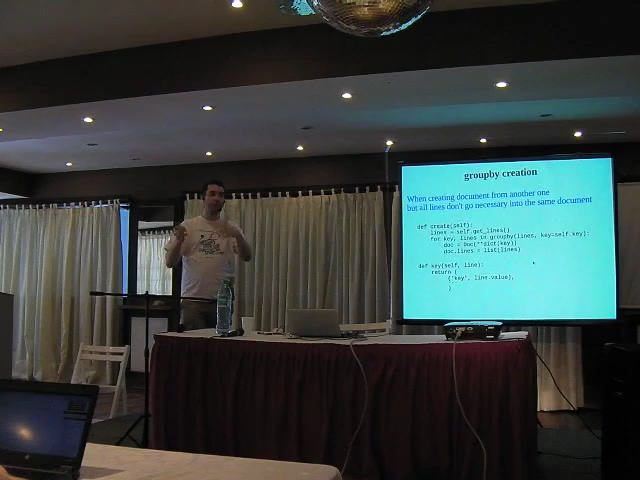 groupby creation
When creating document from another one
but all lines don't go necessary into the same document
def create(self):
lines = self.get_lines()
for key, lines in groupby(lines, key=self.key):
doc = Doc(**dict(key))
doc.lines = list(lines)
def key(self, line):
return (
('key', line.value),
)